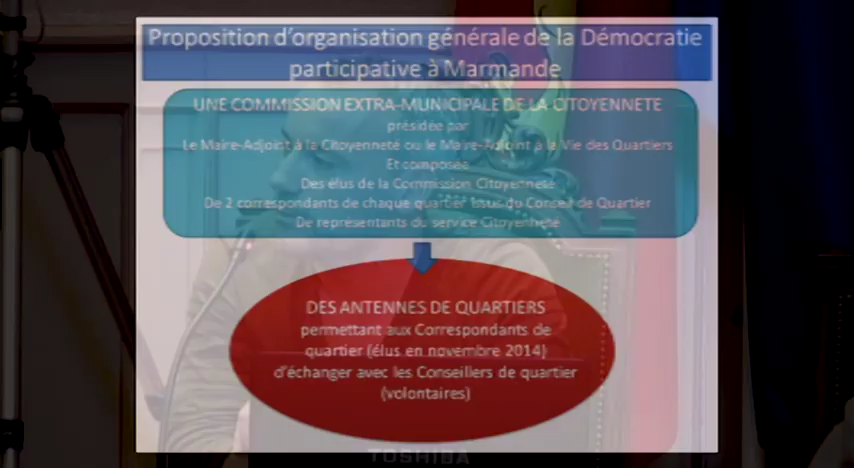 Proposition d'organisation générale de la Démocratie
participative à Marmande
UNE COMMISSION EXTRA-MUNICIPALE DE LA CITOYENNETE
présidée par
Le Maire-Adjoint à la Citoyenneté ou le Maire-Adjoint à la Vie des Quartiers
Et composée
Des élus de la Commission Citoyenneté
De 2 correspondants de chaque quartier issus du Conseil de Quartier
De représentants du service Citoyenneté
DES ANTENNES DE QUARTIERS
permettant aux Correspondants de
quartier (élus en novembre 2014)
d'échanger avec les Conseillers de quartier
(volontaires)
TOSHIBA